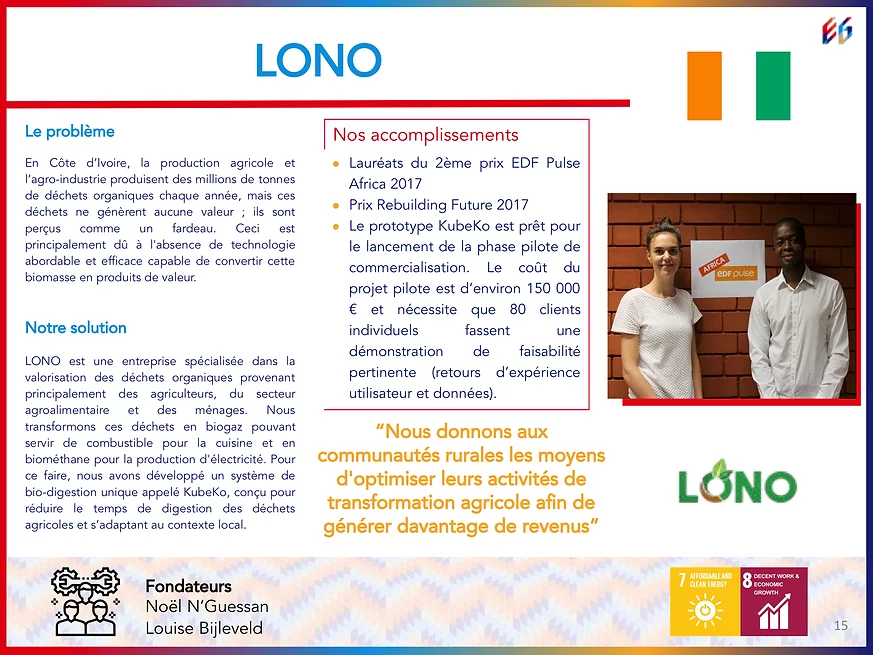 LONO
EG
Le problème
En Côte d’Ivoire, la production agricole et
l’agro-industrie produisent des millions de tonnes
de déchets organiques chaque année, mais ces
déchets ne génèrent aucune valeur ; ils sont
perçus comme un fardeau. Ceci est
principalement dû à l'absence de technologie
abordable et efficace capable de convertir cette
biomasse en produits de valeur.
Notre solution
LONO est une entreprise spécialisée dans la
valorisation des déchets organiques provenant
principalement des agriculteurs, du secteur
agroalimentaire et des ménages. Nous
transformons ces déchets en biogaz pouvant
servir de combustible pour la cuisine et en
biométhane pour la production d'électricité. Pour
ce faire, nous avons développé un système de
bio-digestion unique appelé KubeKo, conçu pour
réduire le temps de digestion des déchets
agricoles et s’adaptant au contexte local.
Nos accomplissements
Lauréats du 2ème prix EDF Pulse
Africa 2017
Prix Rebuilding Future 2017
Le prototype KubeKo est prêt pour
le lancement de la phase pilote de
commercialisation. Le coût du
projet pilote est d’environ 150 000
€ et nécessite que 80 clients
individuels fassent une
démonstration de faisabilité
pertinente (retours d’expérience
utilisateur et données).
“Nous donnons aux
communautés rurales les moyens
d'optimiser leurs activités de
transformation agricole afin de
générer davantage de revenus”
AFRICA
EDF pulse
LONO
Fondateurs
Noël N’Guessan
Louise Bijleveld
7 AFFORDABLE AND
CLEAN ENERGY
8 DECENT WORK &
ECONOMIC
GROWTH
15